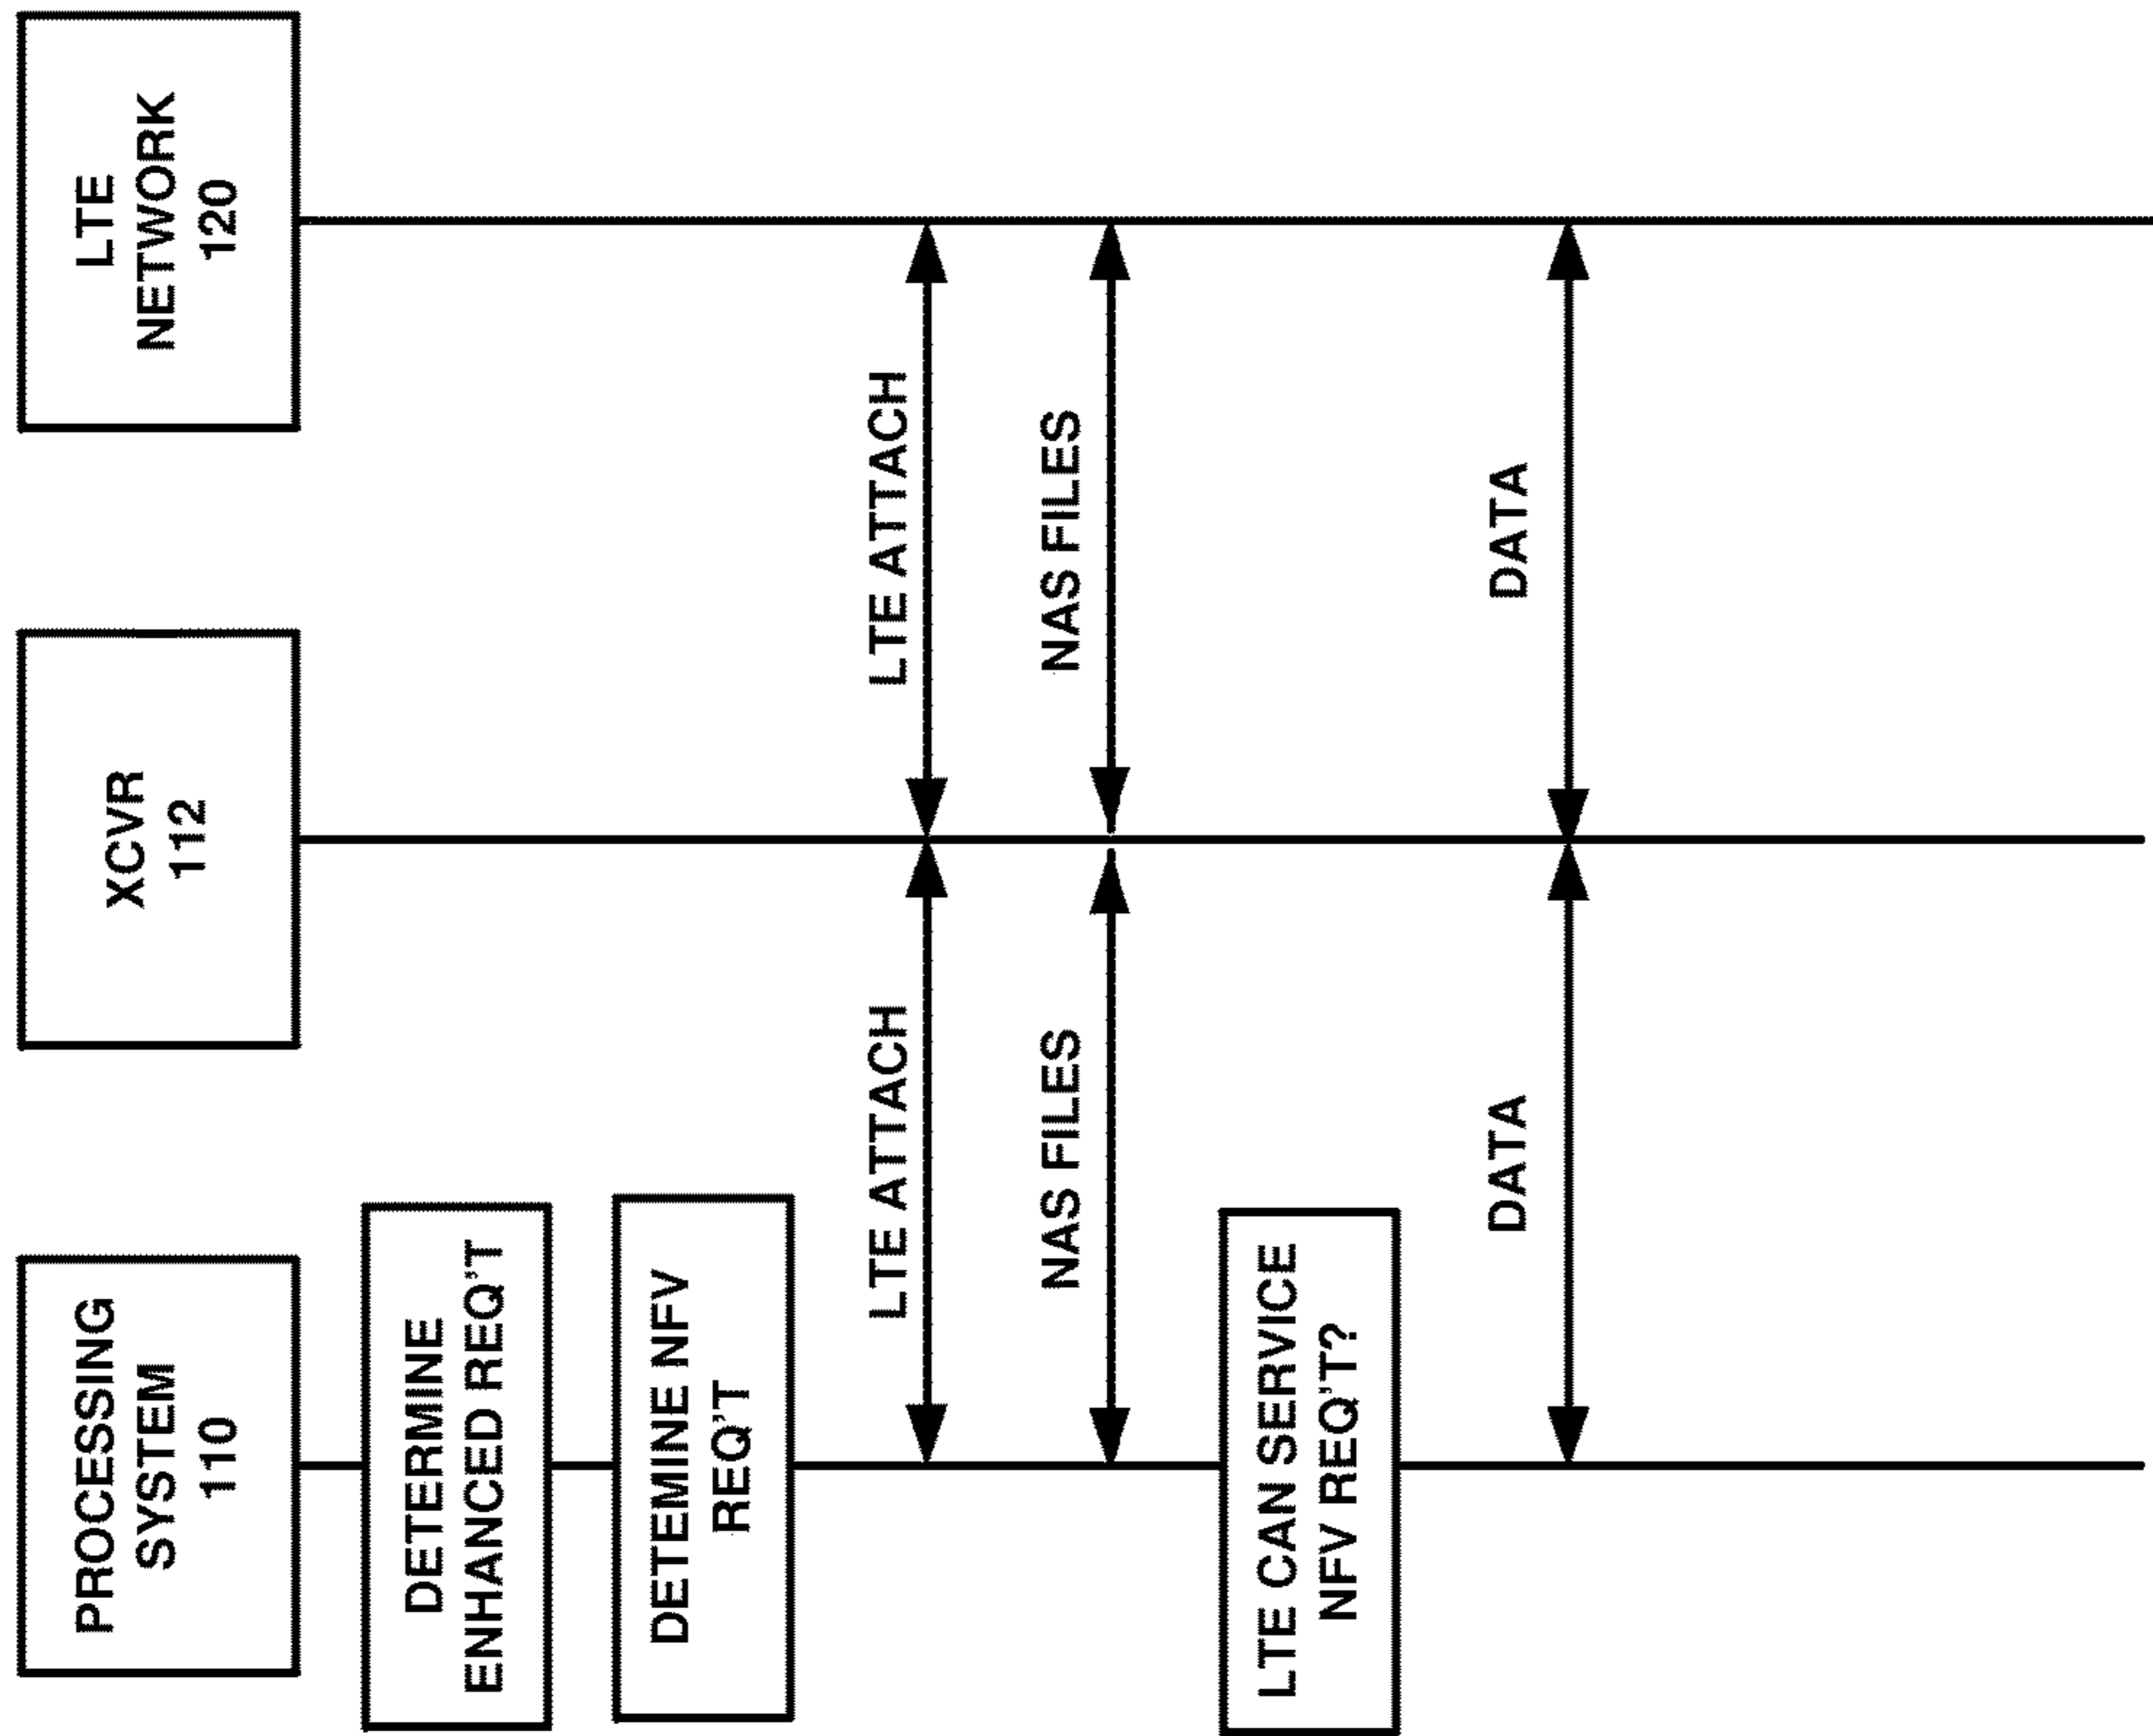 PROCESSING
SYSTEM
110
XCVR
112
LTE
NETWORK
120
DETERMINE
ENHANCED REQ'T
DETEMINE NFV
REQ'T
LTE ATTACH
LTE ATTACH
NAS FILES
NAS FILES
LTE CAN SERVICE
NFV REQ'T?
DATA
DATA